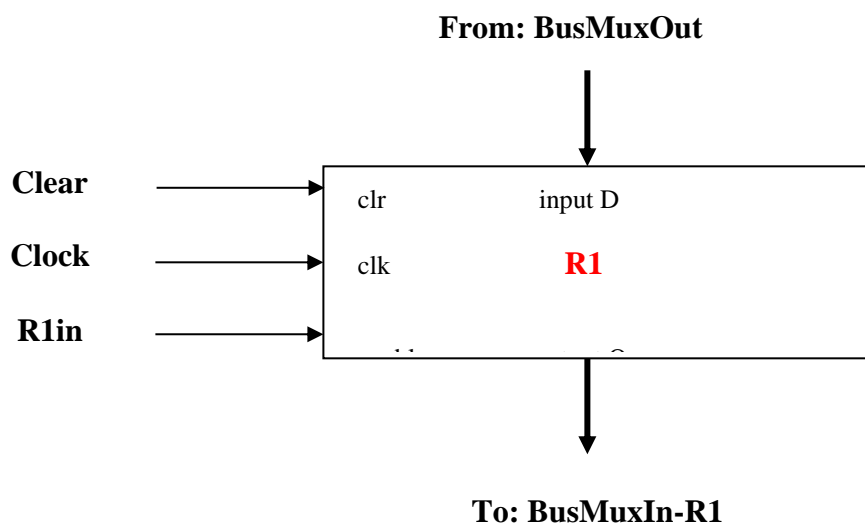 From: BusMuxOut
Clear
clr input D
Clock
clk R1
R1in
To: BusMuxIn-R1